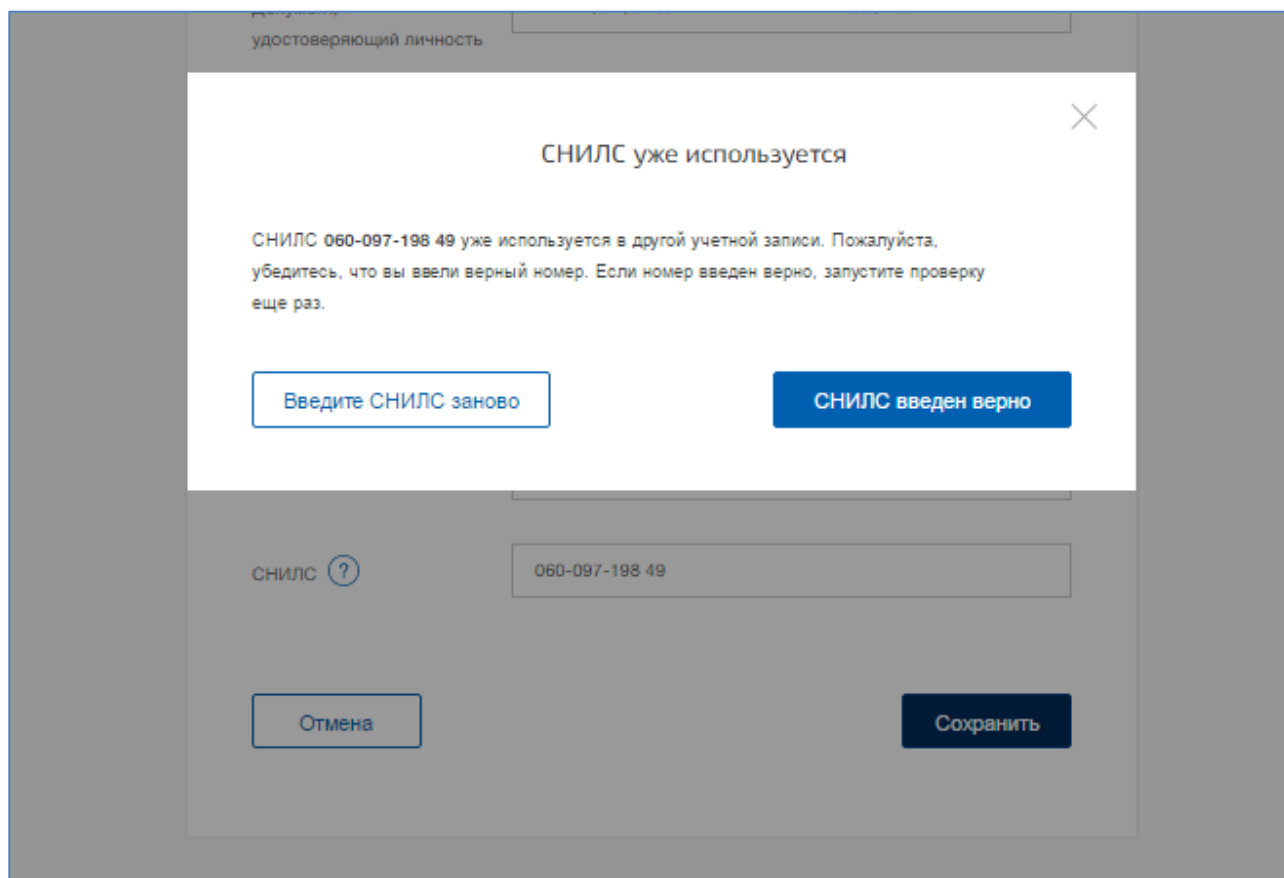 удостоверяющий личность
СНИЛС уже используется
СНИЛС 060-097-198 49 уже используется в другой учетной записи. Пожалуйста,
убедитесь, что вы ввели верный номер. Если номер введен верно, запустите проверку
еще раз.
Введите СНИЛС заново
СНИЛС введен верно
СНИЛС ?
060-097-198 49
Отмена
Сохранить